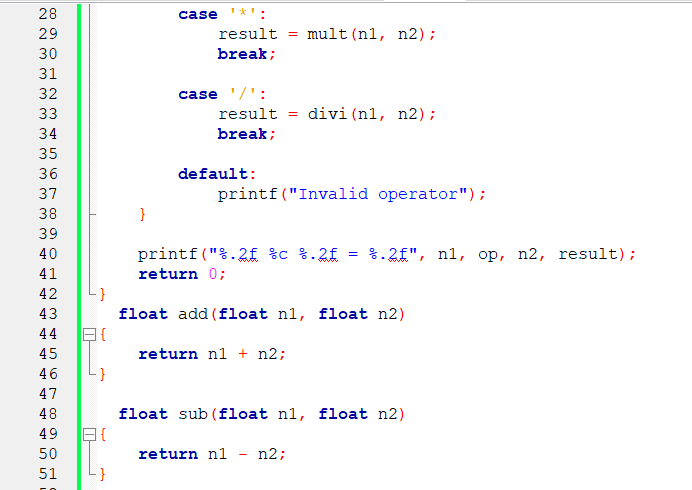 28 case '*':
29 result = mult(n1, n2);
30 break;
31
32 case '/':
33 result = divi(n1, n2);
34 break;
35
36 default:
37 printf("Invalid operator");
38 }
39
40 printf("%.2f %c %.2f = %.2f", n1, op, n2, result);
41 return 0;
42 }
43 float add(float n1, float n2)
44 {
45 return n1 + n2;
46 }
47
48 float sub(float n1, float n2)
49 {
50 return n1 - n2;
51 }